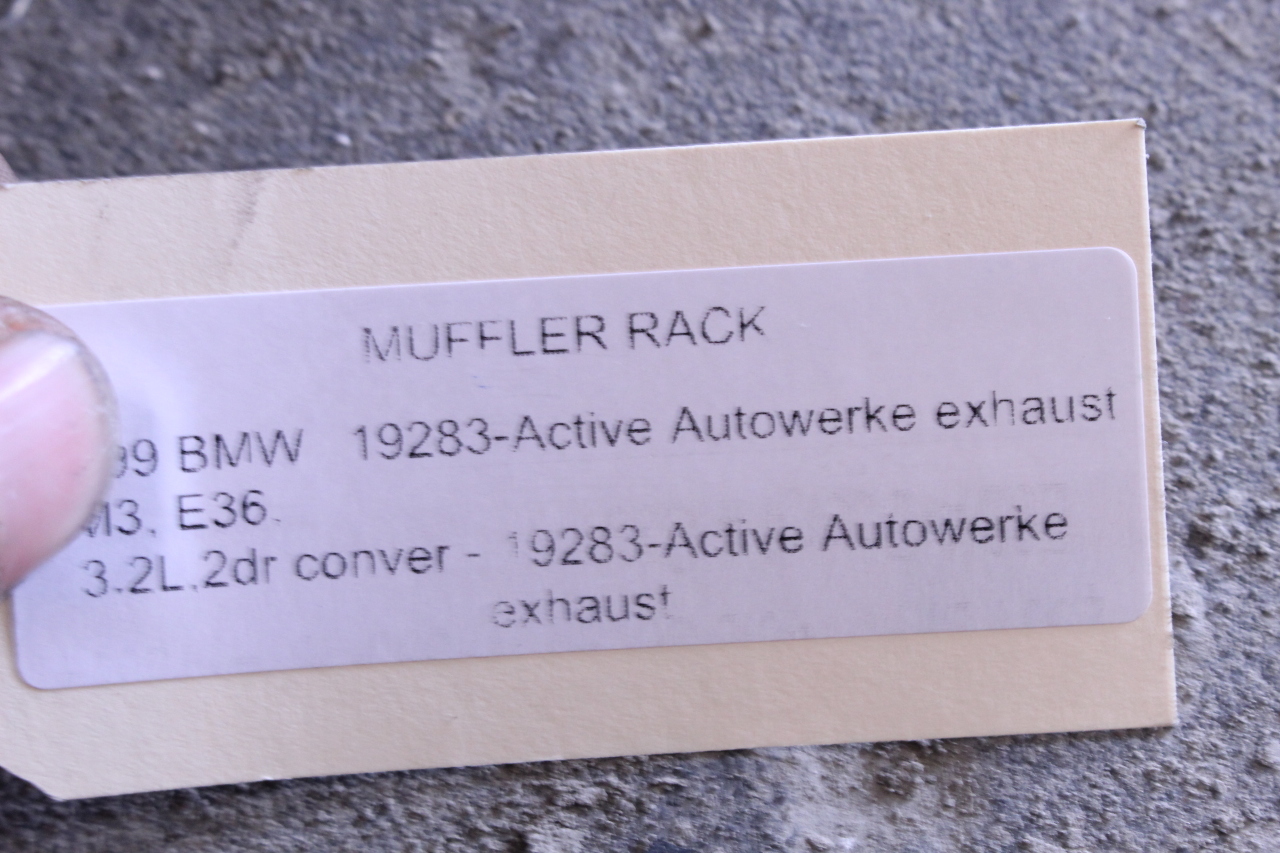 MUFFLER RACK
99 BMW 19283-Active Autowerke exhaust
M3, E36,
3.2L,2dr conver - 19283-Active Autowerke
exhaust